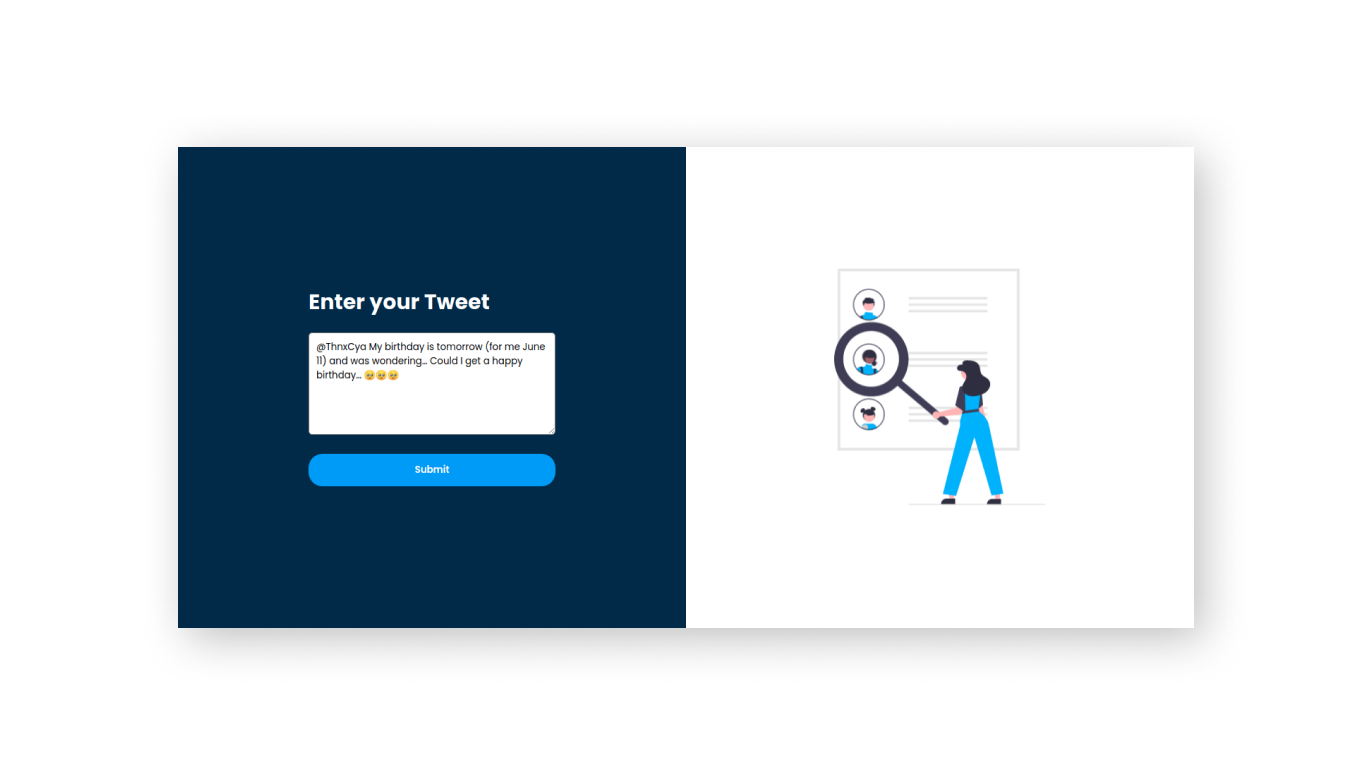 Enter your Tweet
@ThnxCya My birthday is tomorrow (for me June
11) and was wondering... Could I get a happy
birthday... 🥹🥹🥹
Submit